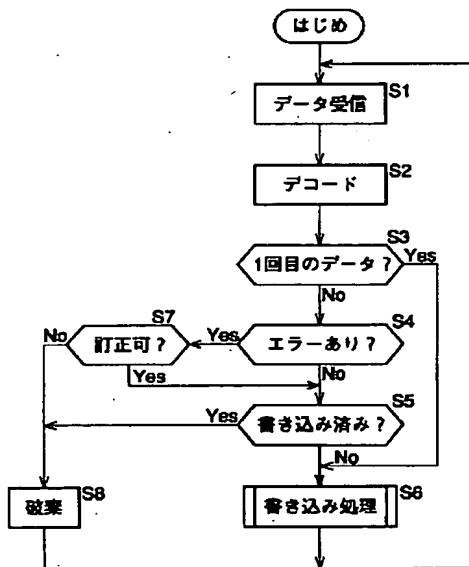 はじめ
S1
データ受信
S2
デコード
S3
1回目のデータ?
Yes
No
S4
エラーあり?
Yes
No
S7
訂正可?
No
Yes
S5
書き込み済み?
Yes
No
S6
書き込み処理
S8
破棄